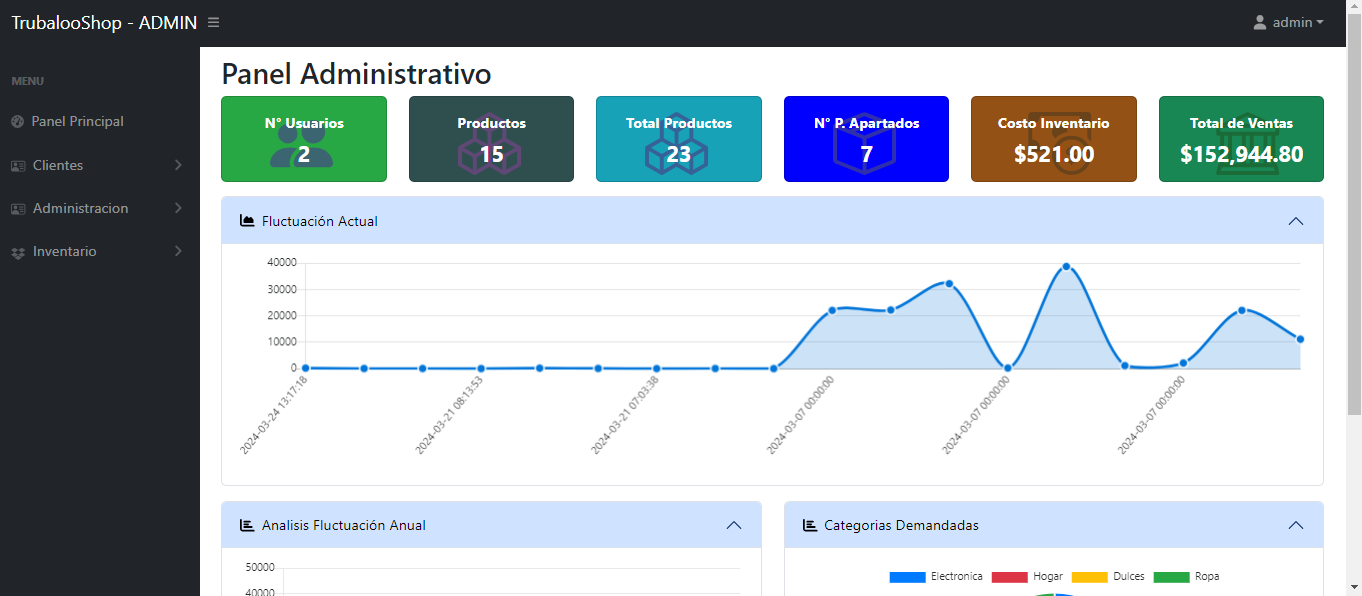 TrubalooShop - ADMIN
admin
MENU
Panel Principal
Clientes
Administracion
Inventario
Panel Administrativo
N° Usuarios
2
Productos
15
Total Productos
23
N° P. Apartados
7
Costo Inventario
$521.00
Total de Ventas
$152,944.80
Fluctuación Actual
40000
30000
20000
10000
0
2024-03-24 13:17:18
2024-03-21 08:13:53
2024-03-21 07:03:38
2024-03-07 00:00:00
2024-03-07 00:00:00
2024-03-07 00:00:00
Analisis Fluctuación Anual
50000
40000
Categorias Demandadas
Electronica
Hogar
Dulces
Ropa